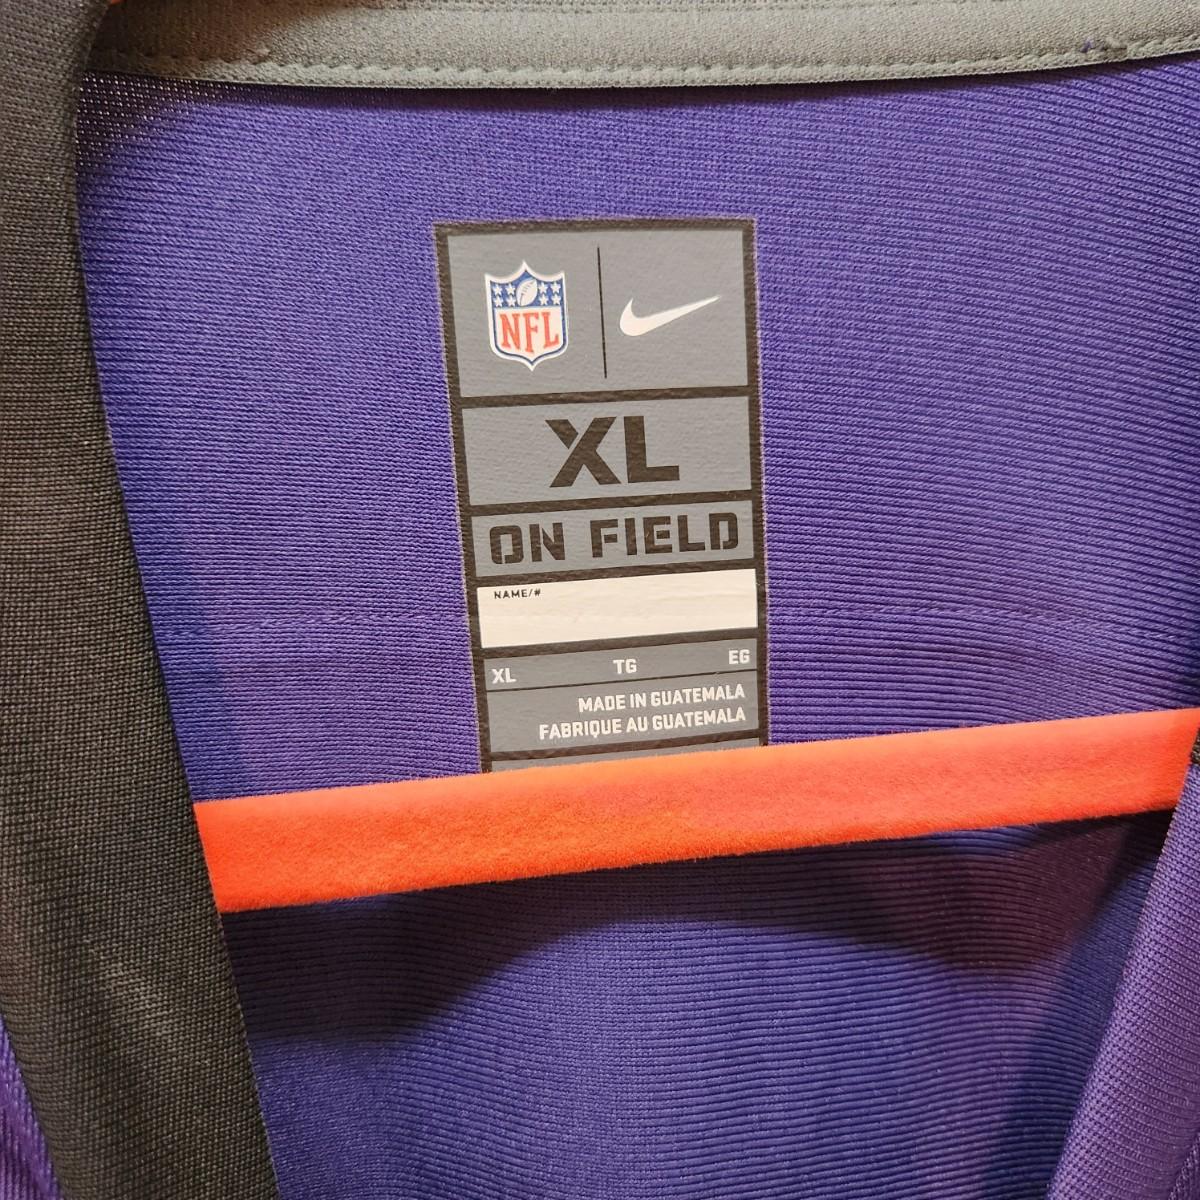 NFL
XL
ON FIELD
NAME/#
XL TG EG
MADE IN GUATEMALA
FABRIQUE AU GUATEMALA